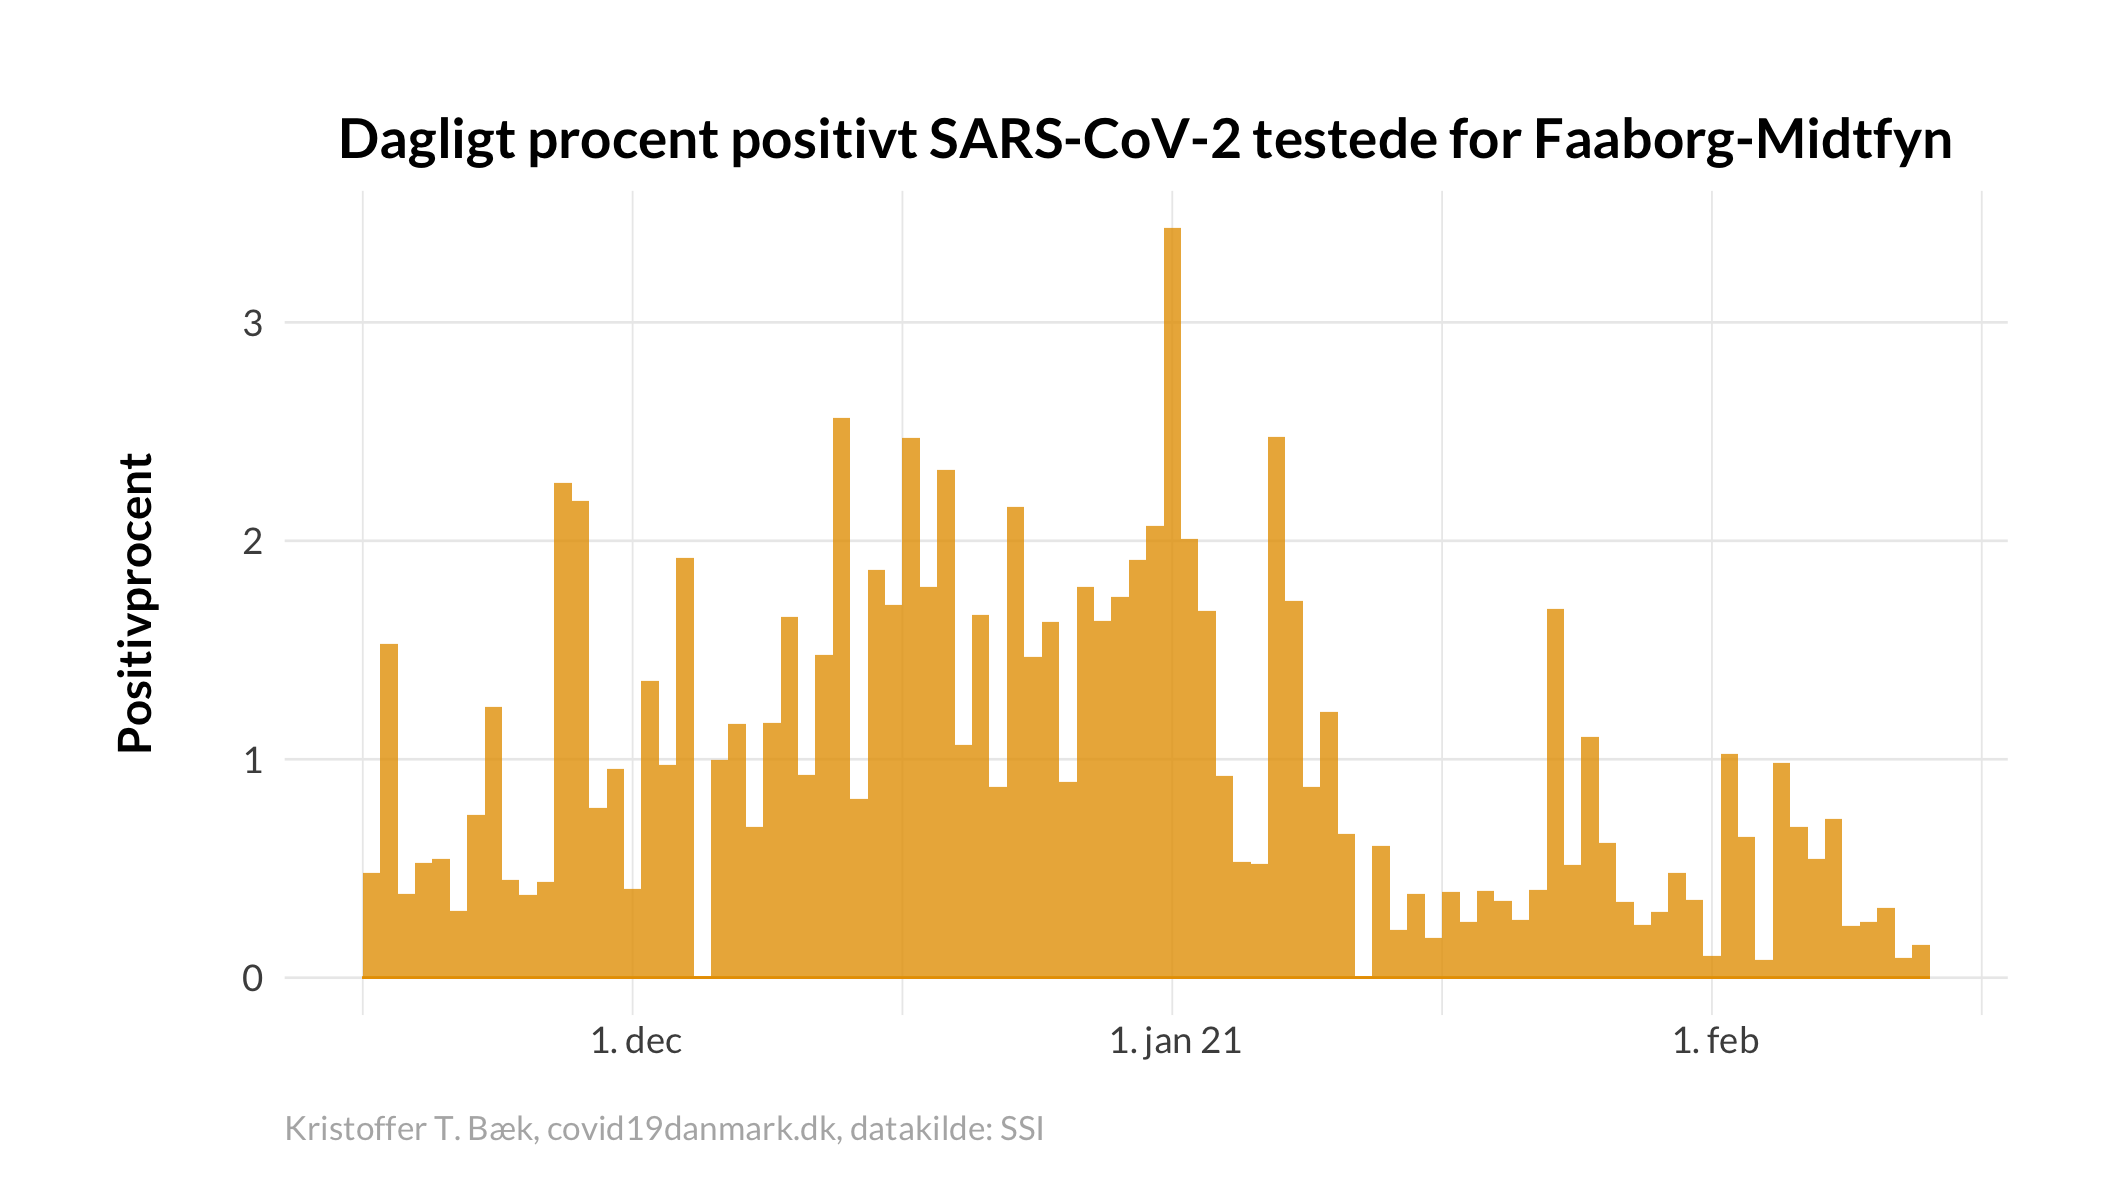 Dagligt procent positivt SARS-CoV-2 testede for Faaborg-Midtfyn
Positivprocent
3
2
1
0
1. dec
1. jan 21
1. feb
Kristoffer T. Bæk, covid19danmark.dk, datakilde: SSI